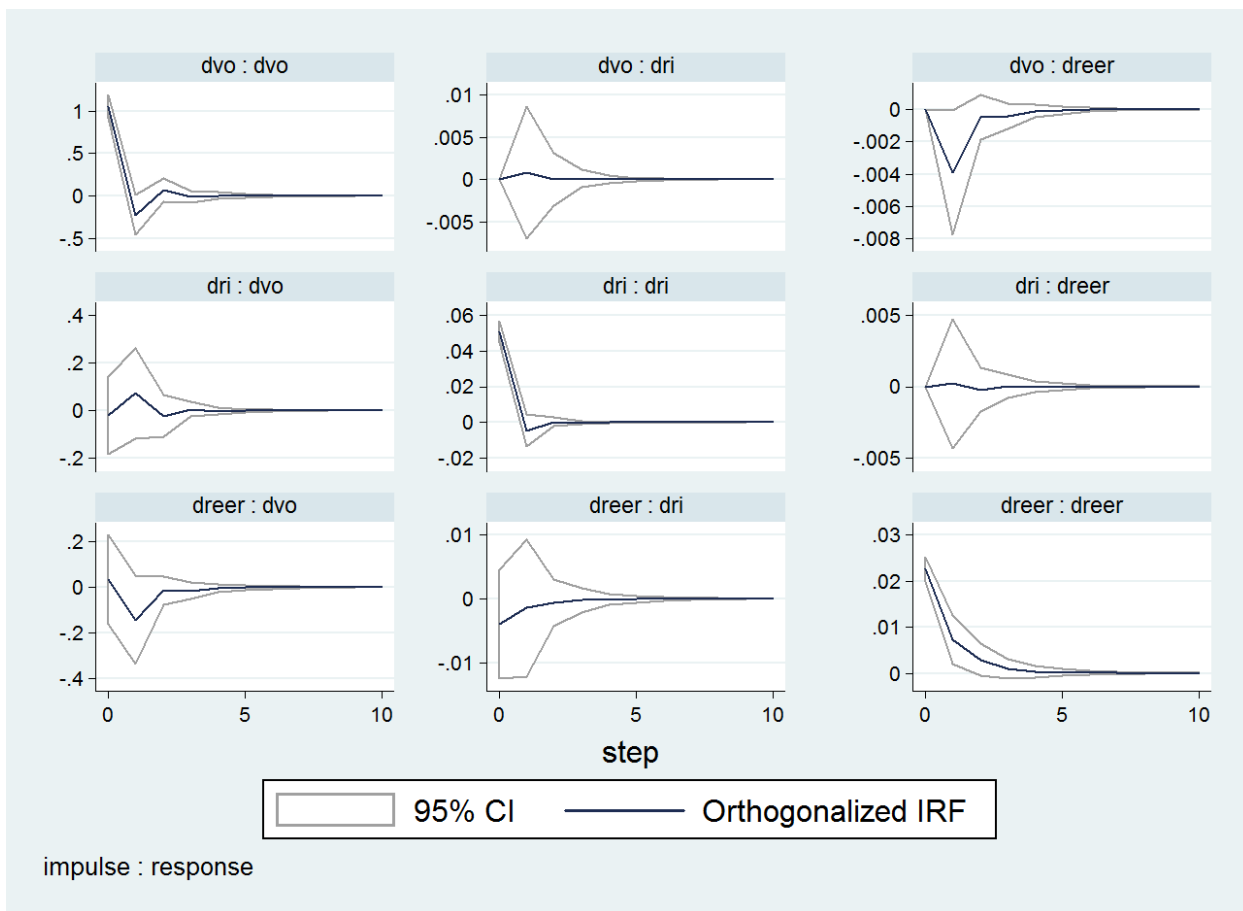 dvo : dvo
1
.5
0
-.5
dvo : dri
.01
.005
0
-.005
dvo : dreer
0
-.002
-.004
-.006
-.008
dri : dvo
.4
.2
0
-.2
dri : dri
.06
.04
.02
0
-.02
dri : dreer
.005
0
-.005
dreer : dvo
.2
0
-.2
-.4
0 5 10
dreer : dri
.01
0
-.01
0 5 10
dreer : dreer
.03
.02
.01
0
0 5 10
step
95% CI Orthogonalized IRF
impulse : response